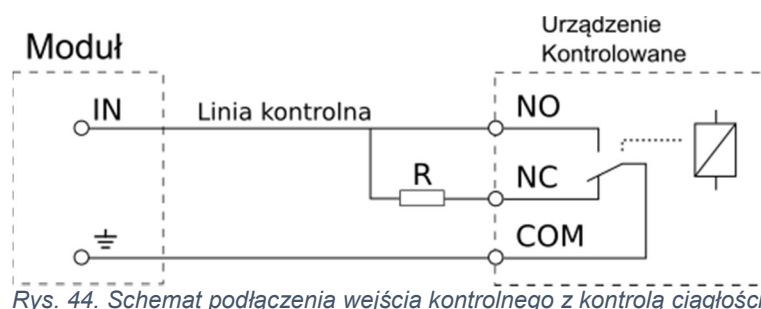 Urządzenie
Kontrolowane
Moduł
IN
Linia kontrolna
NO
R
NC
COM
Rys. 44. Schemat podłączenia wejścia kontrolnego z kontrolą ciągłości